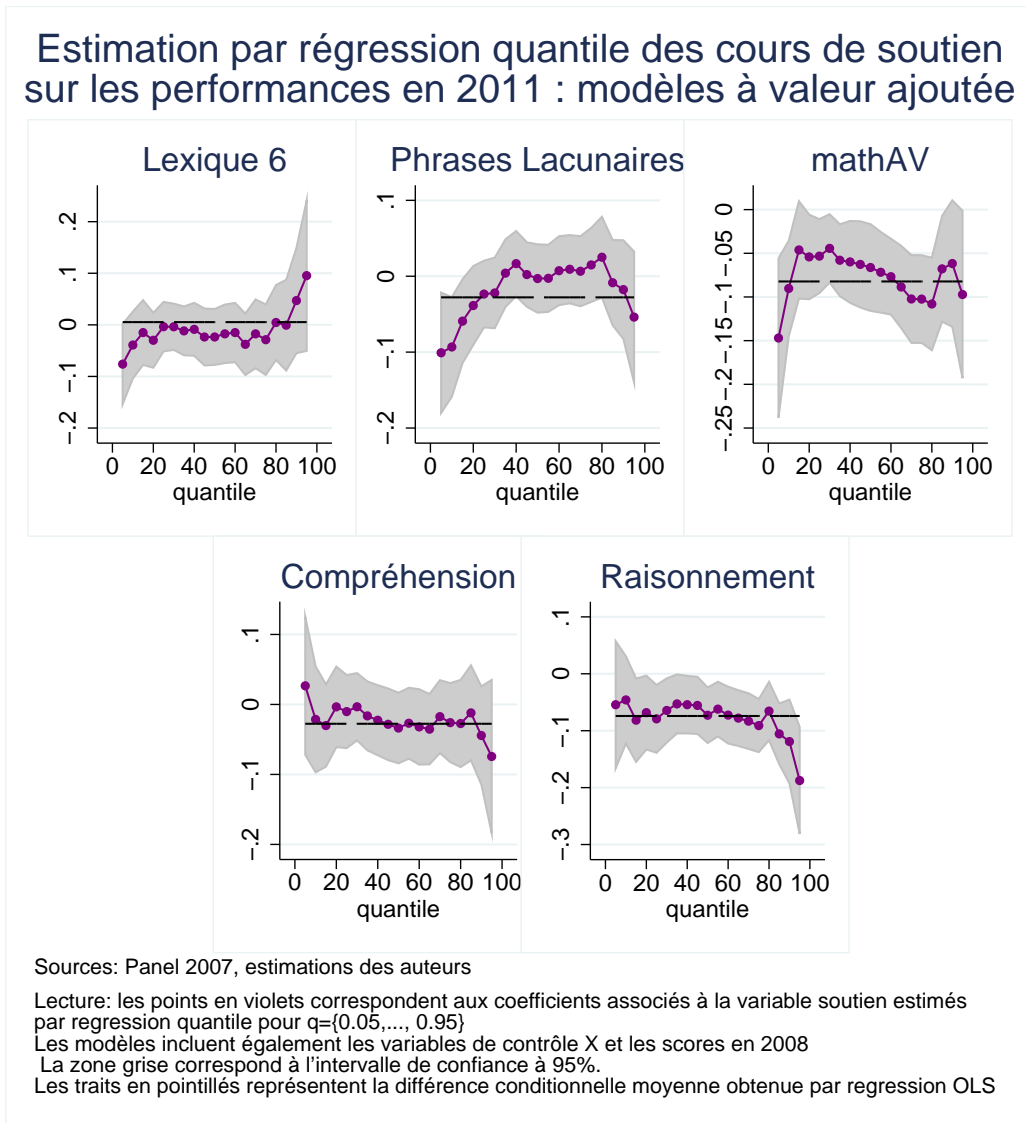 Estimation par régression quantile des cours de soutien
sur les performances en 2011 : modèles à valeur ajoutée
Lexique 6
.2
.1
0
−.1
−.2
0 20 40 60 80 100
quantile
Phrases Lacunaires
.1
0
−.1
−.2
0 20 40 60 80 100
quantile
mathAV
0
−.05
−.1
−.15
−.2
−.25
0 20 40 60 80 100
quantile
Compréhension
.1
0
−.1
−.2
0 20 40 60 80 100
quantile
Raisonnement
.1
0
−.1
−.2
−.3
0 20 40 60 80 100
quantile
Sources: Panel 2007, estimations des auteurs
Lecture: les points en violets correspondent aux coefficients associés à la variable soutien estimés
par regression quantile pour q={0.05,..., 0.95}
Les modèles incluent également les variables de contrôle X et les scores en 2008
La zone grise correspond à l'intervalle de confiance à 95%.
Les traits en pointillés représentent la différence conditionnelle moyenne obtenue par regression OLS